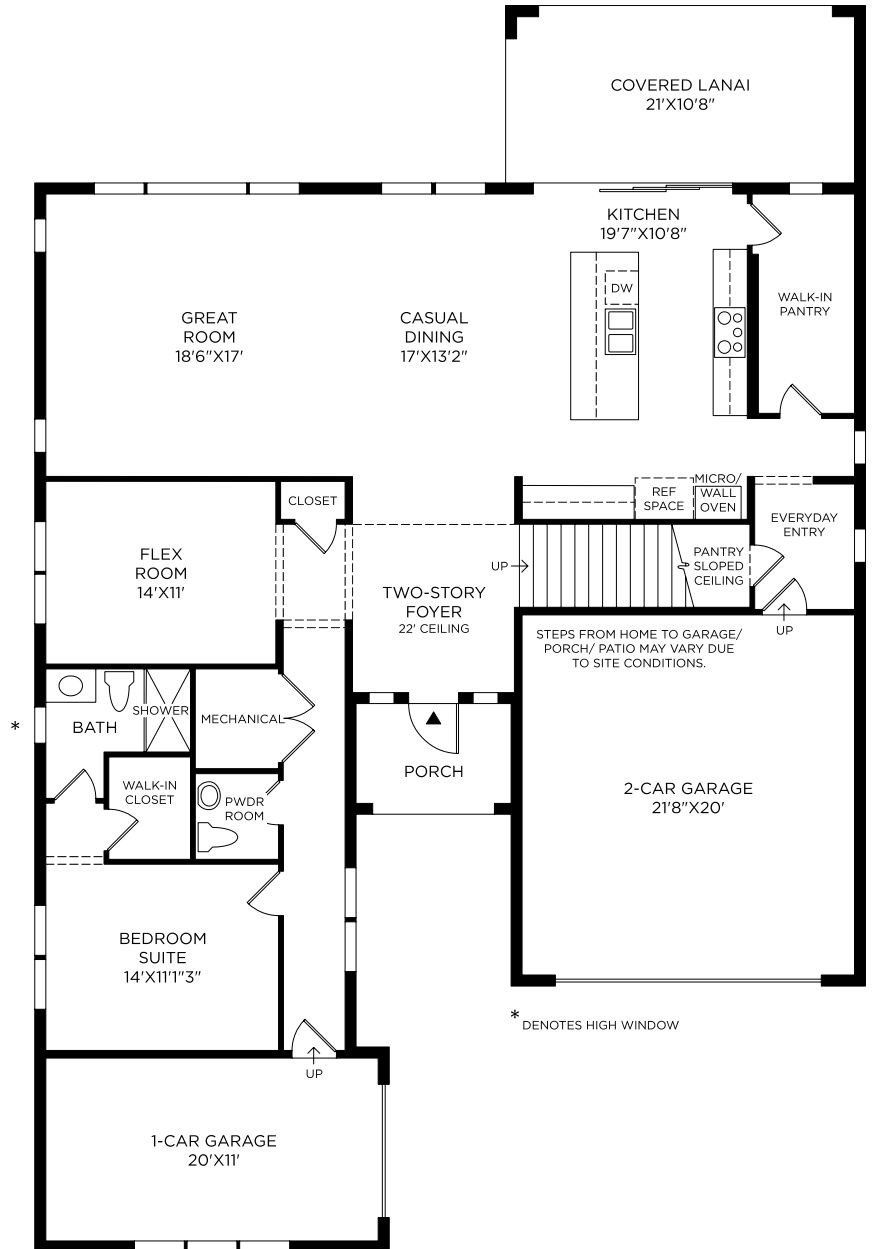 COVERED LANAI
21'X10'8"
KITCHEN
19'7"X10'8"
DW
WALK-IN
PANTRY
GREAT
ROOM
18'6"X17'
CASUAL
DINING
17'X13'2"
CLOSET
MICRO/
WALL
OVEN
REF
SPACE
EVERYDAY
ENTRY
FLEX
ROOM
14'X11'
UP
PANTRY
SLOPED
CEILING
TWO-STORY
FOYER
22' CEILING
UP
STEPS FROM HOME TO GARAGE/
PORCH/ PATIO MAY VARY DUE
TO SITE CONDITIONS.
*
BATH
SHOWER
MECHANICAL
PORCH
WALK-IN
CLOSET
PWDR
ROOM
2-CAR GARAGE
21'8"X20'
BEDROOM
SUITE
14'X11'1"3"
* DENOTES HIGH WINDOW
UP
1-CAR GARAGE
20'X11'